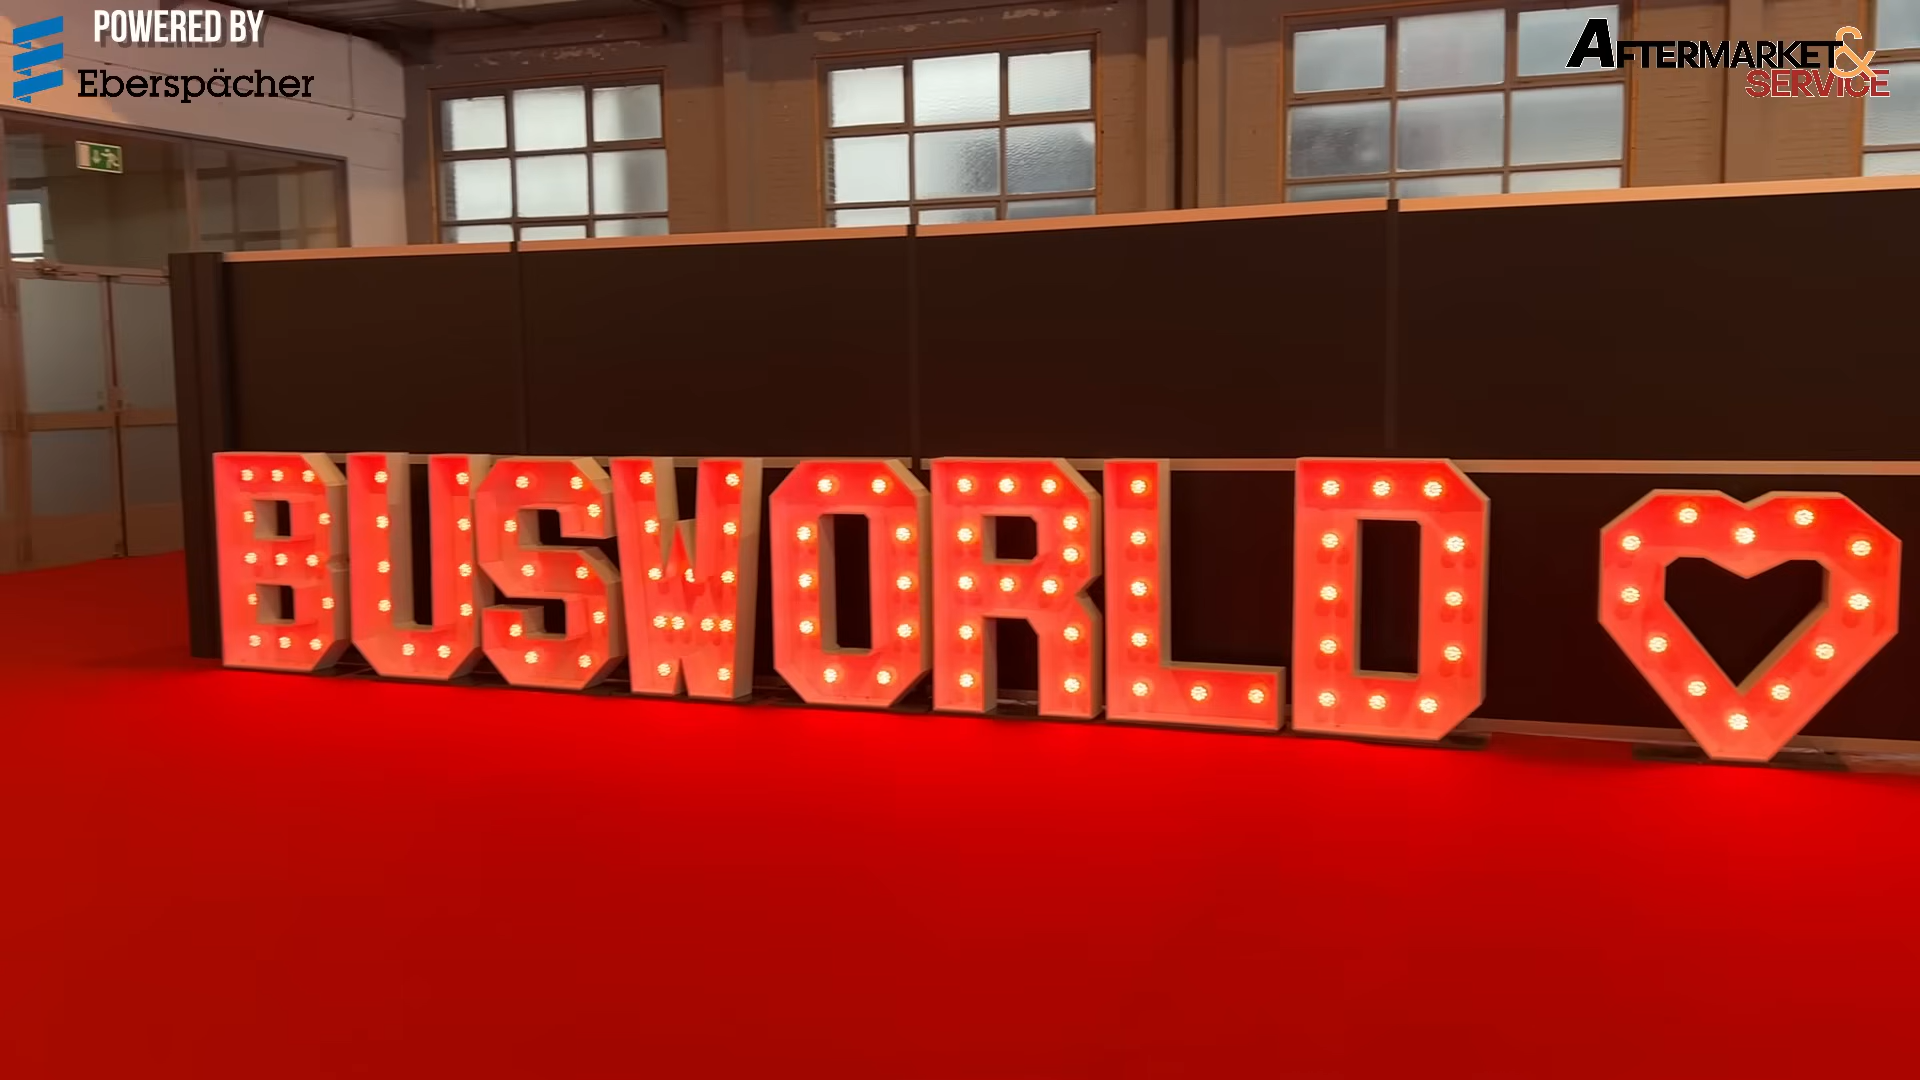 POWERED BY
Eberspächer
AFTERMARKET&
SERVICE
BUSWORLD